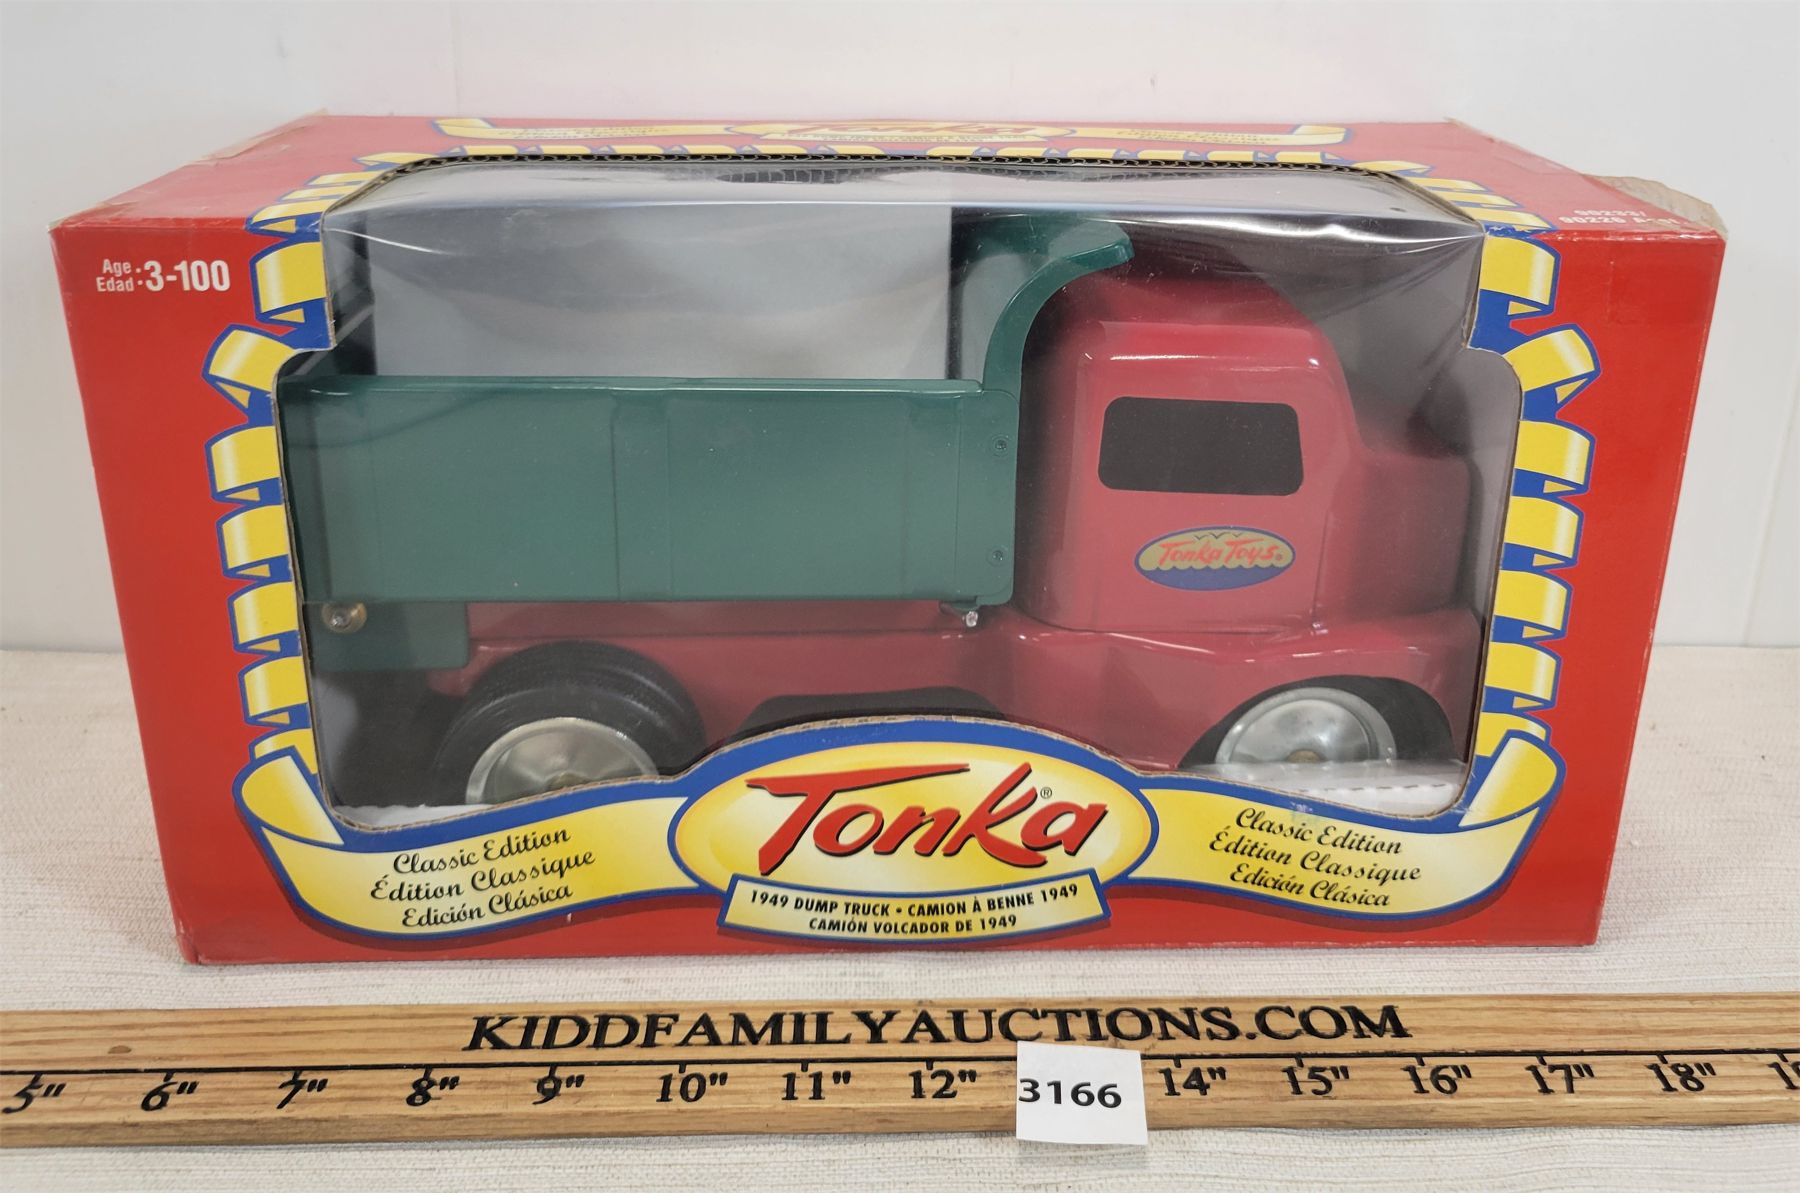 Tonka
Age
Edad : 3-100
Tonka Toys®
Tonka®
1949 DUMP TRUCK • CAMION À BENNE 1949
CAMIÓN VOLCADOR DE 1949
Classic Edition
Édition Classique
Edición Clásica
Classic Edition
Édition Classique
Edición Clásica
KIDDFAMILYAUCTIONS.COM
5" 6" 7" 8" 9" 10" 11" 12" 14" 15" 16" 17" 18"
3166